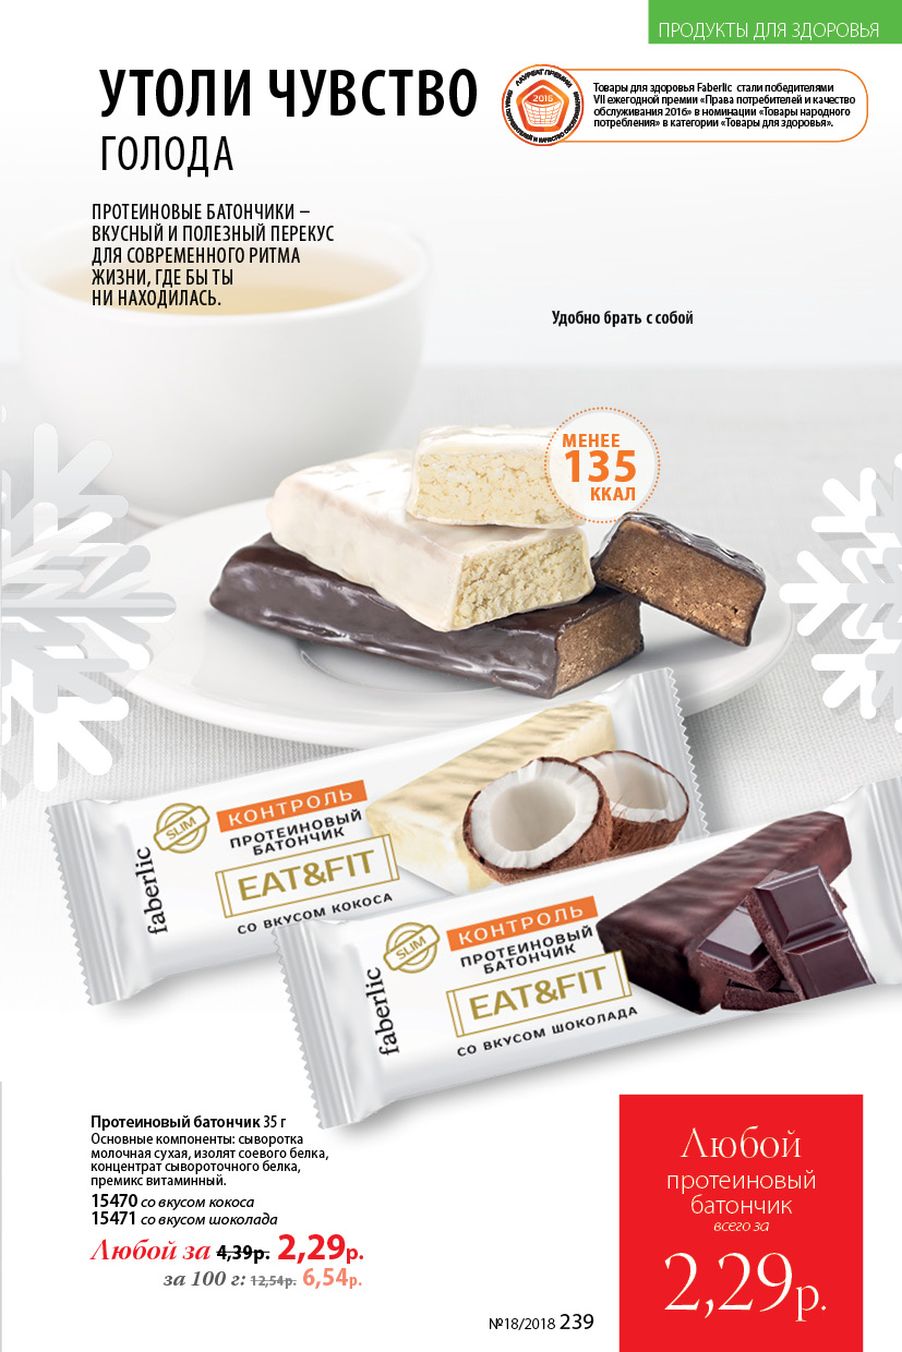 ПРОДУКТЫ ДЛЯ ЗДОРОВЬЯ
УТОЛИ ЧУВСТВО
ГОЛОДА
ЛАУРЕАТ ПРЕМИИ
2016
Товары для здоровья Faberlic стали победителями
VII ежегодной премии «Права потребителей и качество
обслуживания 2016» в номинации «Товары народного
потребления» в категории «Товары для здоровья».
ПРОТЕИНОВЫЕ БАТОНЧИКИ –
ВКУСНЫЙ И ПОЛЕЗНЫЙ ПЕРЕКУС
ДЛЯ СОВРЕМЕННОГО РИТМА
ЖИЗНИ, ГДЕ БЫ ТЫ
НИ НАХОДИЛАСЬ.
Удобно брать с собой
МЕНЕЕ
135
ККАЛ
faberlic
SLIM
КОНТРОЛЬ
ПРОТЕИНОВЫЙ
БАТОНЧИК
EAT&FIT
СО ВКУСОМ КОКОСА
faberlic
SLIM
КОНТРОЛЬ
ПРОТЕИНОВЫЙ
БАТОНЧИК
EAT&FIT
СО ВКУСОМ ШОКОЛАДА
Протеиновый батончик 35 г
Основные компоненты: сыворотка
молочная сухая, изолят соевого белка,
концентрат сывороточного белка,
премикс витаминный.
15470 со вкусом кокоса
15471 со вкусом шоколада
Любой за 4,39р. 2,29р.
за 100 г: 12,54р. 6,54р.
Любой
протеиновый
батончик
всего за
2,29р.
№18/2018 239